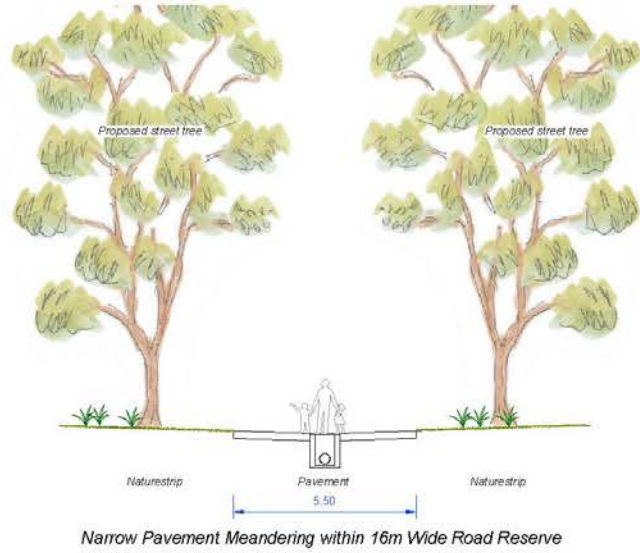 Proposed street tree
Proposed street tree
Naturestrip
Pavement
Naturestrip
5.50
Narrow Pavement Meandering within 16m Wide Road Reserve